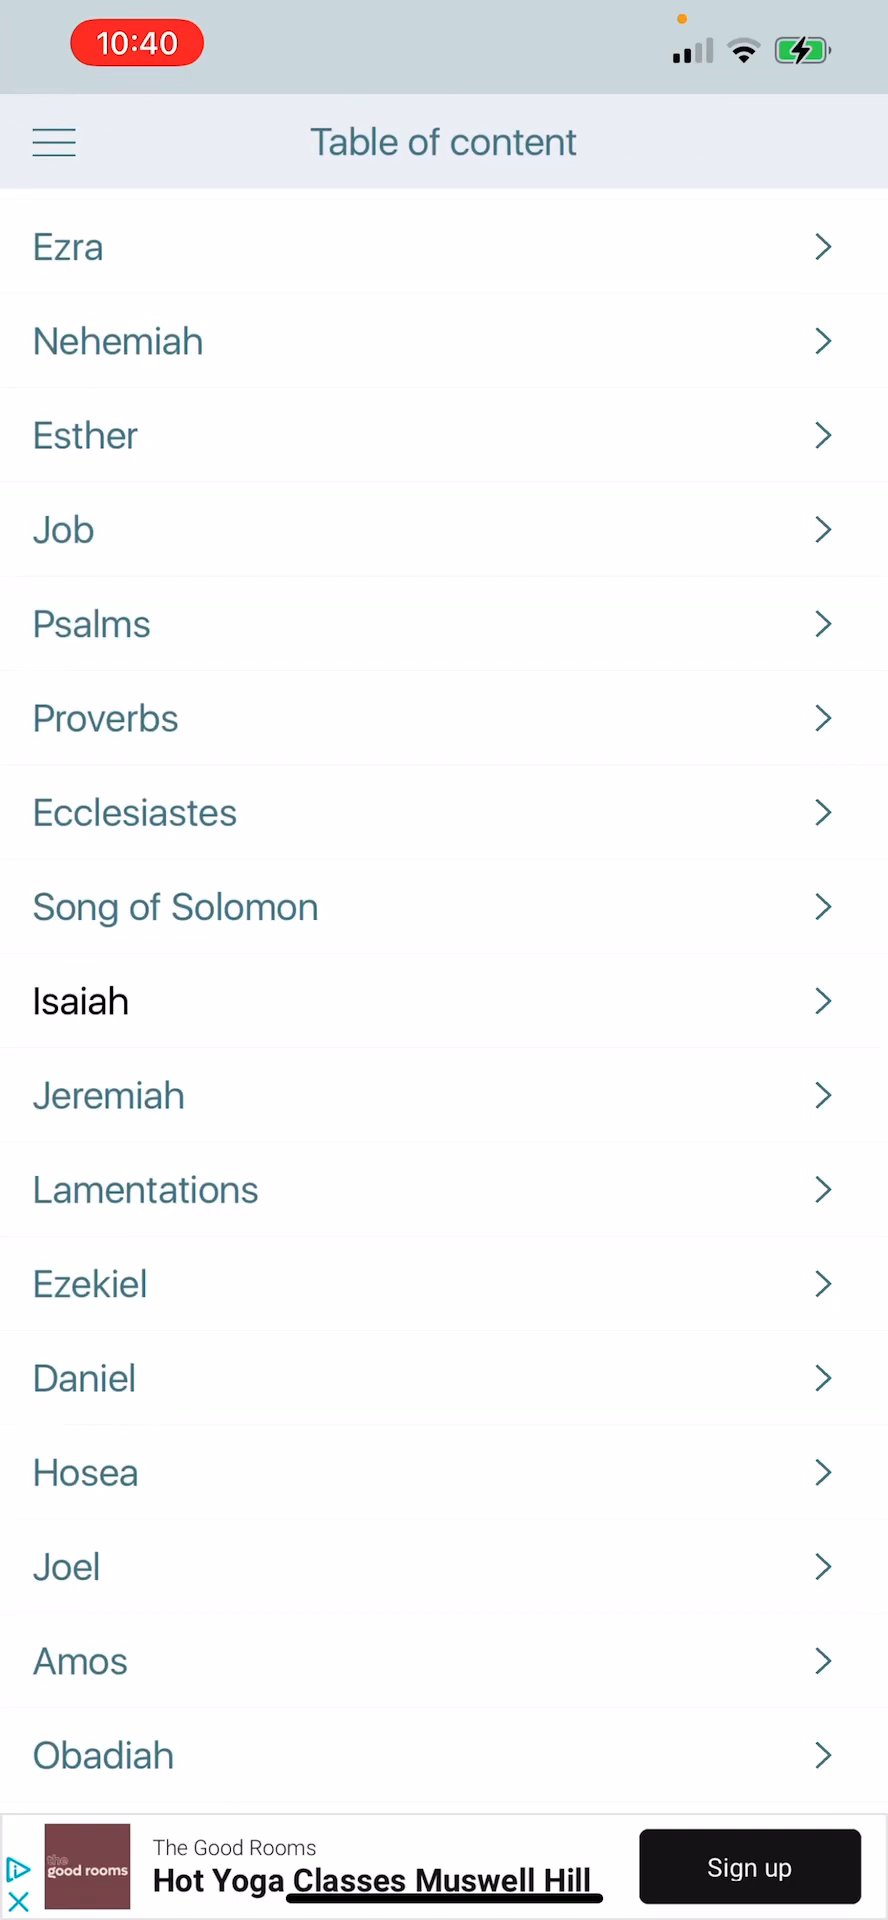 10:40
Table of content
Ezra
Nehemiah
Esther
Job
Psalms
Proverbs
Ecclesiastes
Song of Solomon
Isaiah
Jeremiah
Lamentations
Ezekiel
Daniel
Hosea
Joel
Amos
Obadiah
the
good rooms
The Good Rooms
Hot Yoga Classes Muswell Hill
Sign up